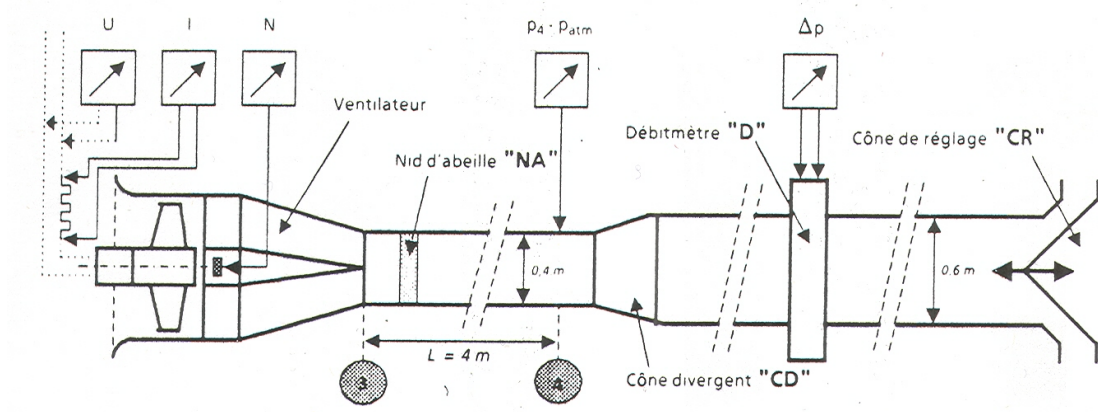 U I N p₄ - pₐₜₘ Δp
Ventilateur
Débitmètre "D"
Cône de réglage "CR"
Nid d'abeille "NA"
0,4 m
0,6 m
L = 4 m
3
4
Cône divergent "CD"